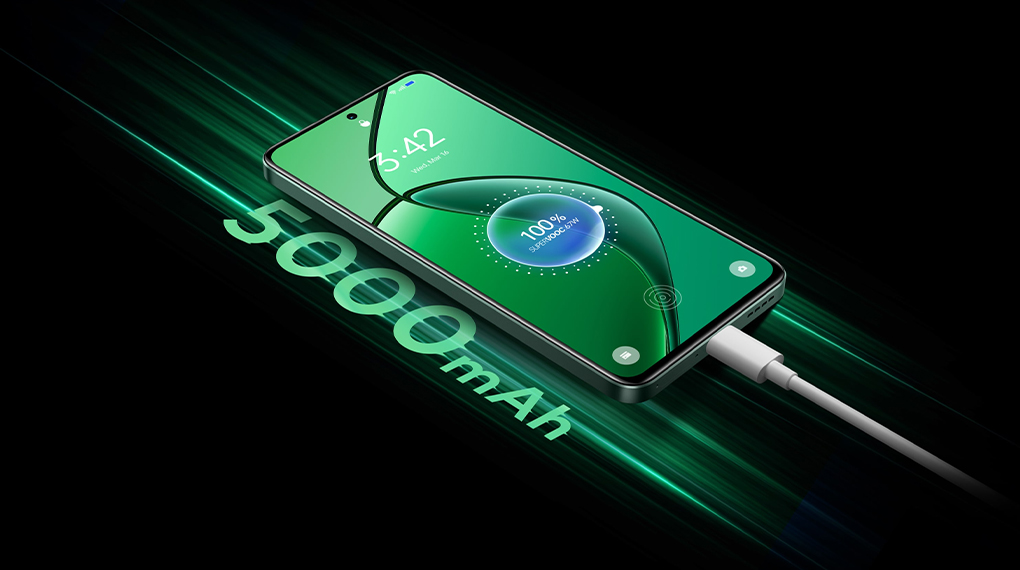 3:42
Wed, Mar 16
100%
SUPERVOOC 67W
5000mAh